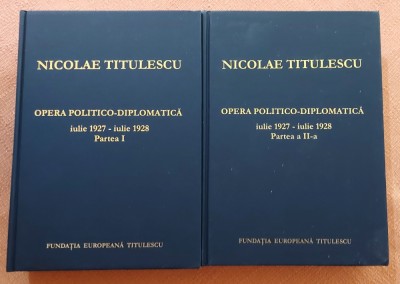 NICOLAE TITULESCU
OPERA POLITICO-DIPLOMATICĂ
iulie 1927 - iulie 1928
Partea I
FUNDAȚIA EUROPEANĂ TITULESCU
NICOLAE TITULESCU
OPERA POLITICO-DIPLOMATICĂ
iulie 1927 - iulie 1928
Partea a II-a
FUNDAȚIA EUROPEANĂ TITULESCU